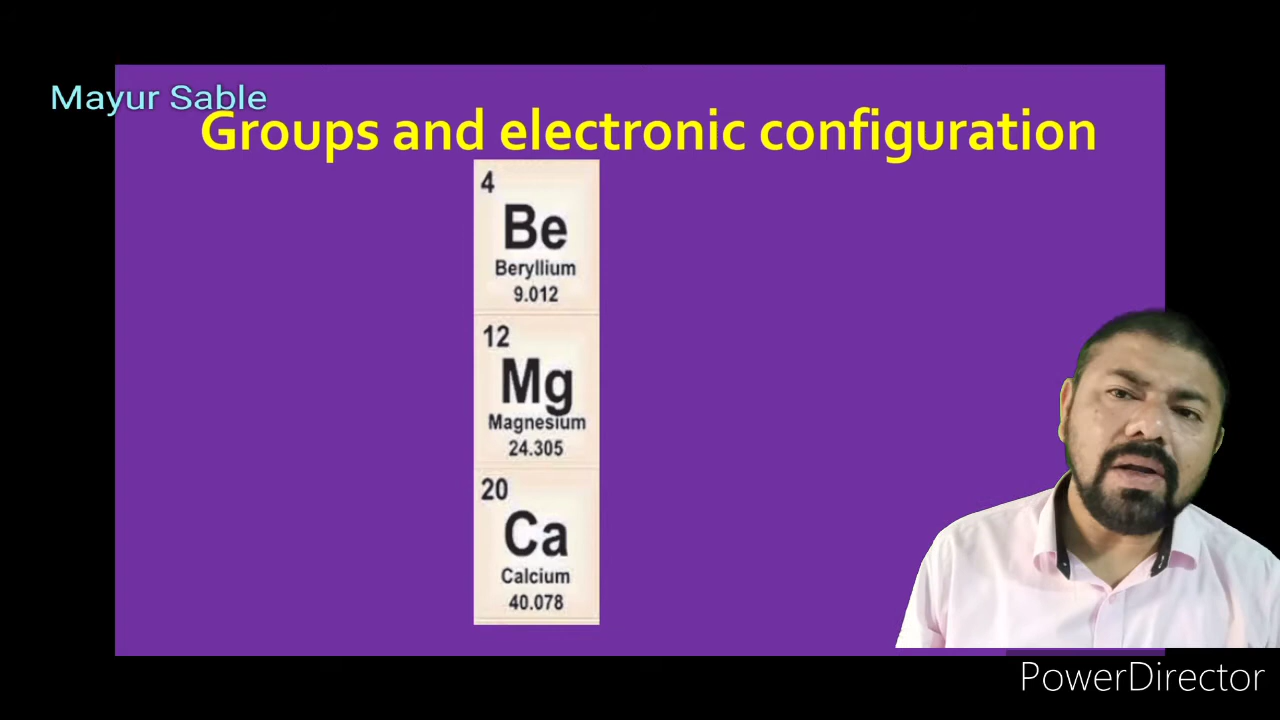 Mayur Sable
Groups and electronic configuration
4
Be
Beryllium
9.012
12
Mg
Magnesium
24.305
20
Ca
Calcium
40.078
PowerDirector